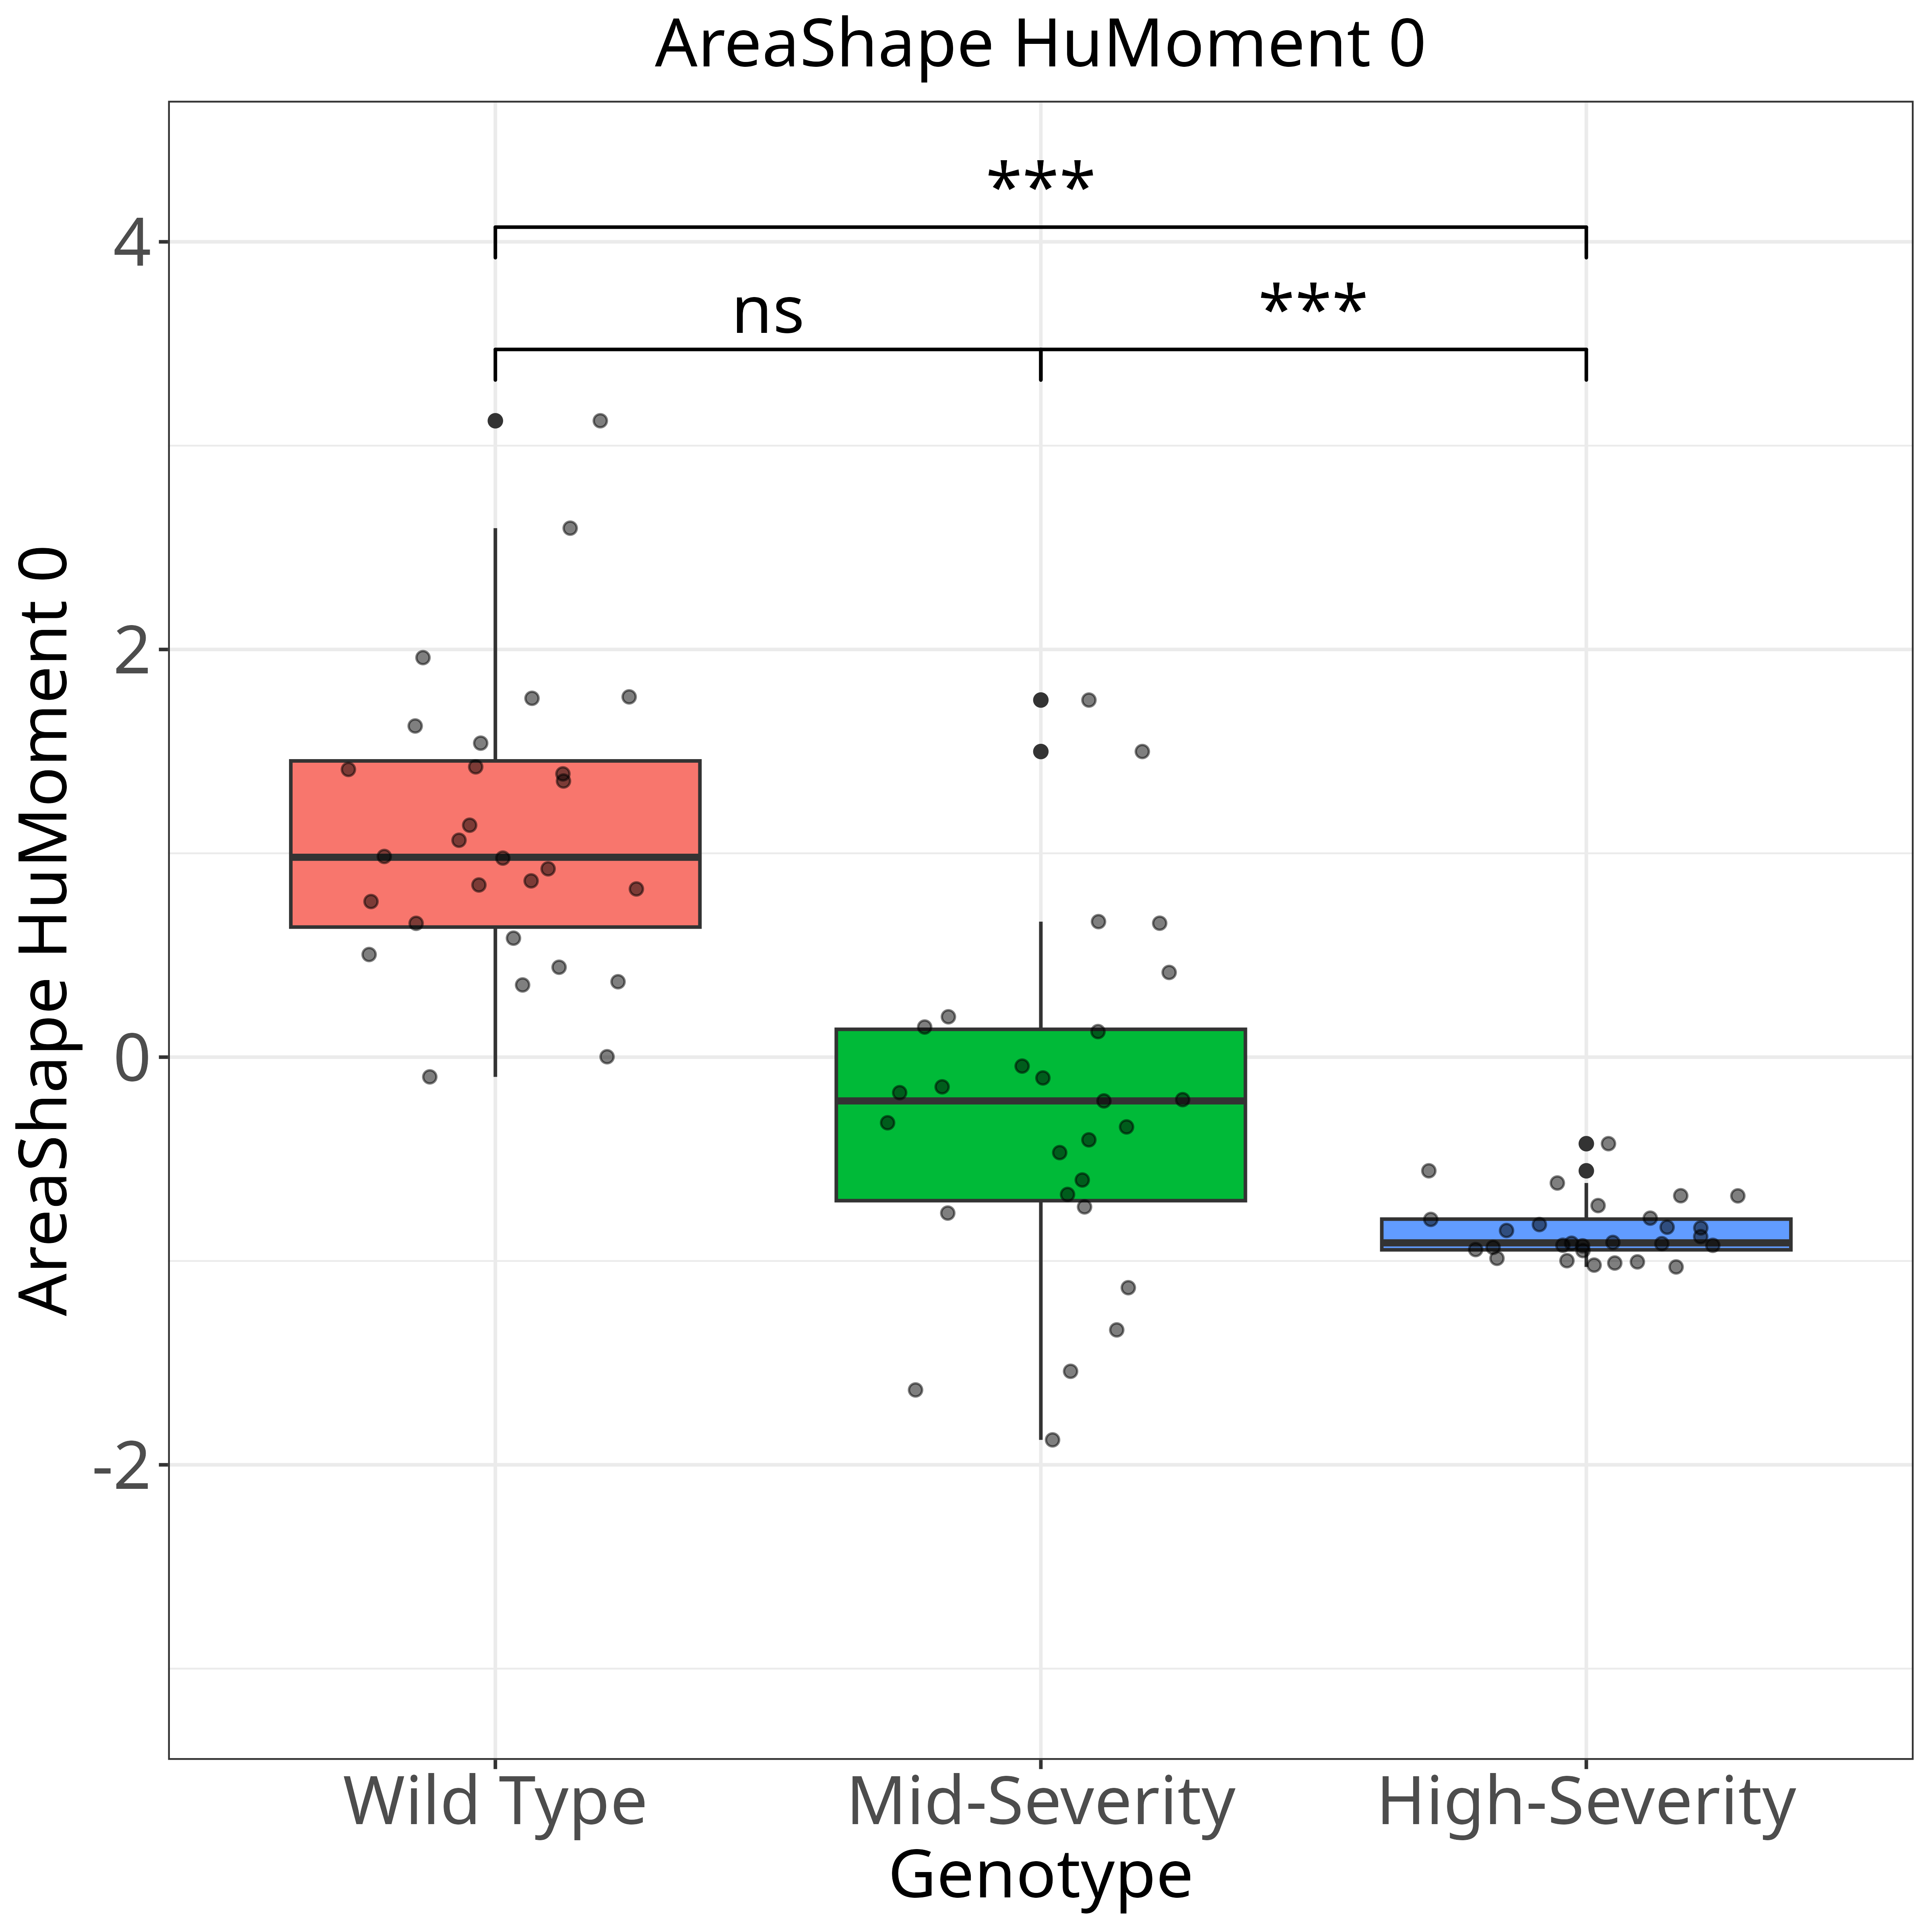 AreaShape HuMoment 0
***
ns
***
AreaShape HuMoment 0
4
2
0
-2
Wild Type
Mid-Severity
High-Severity
Genotype